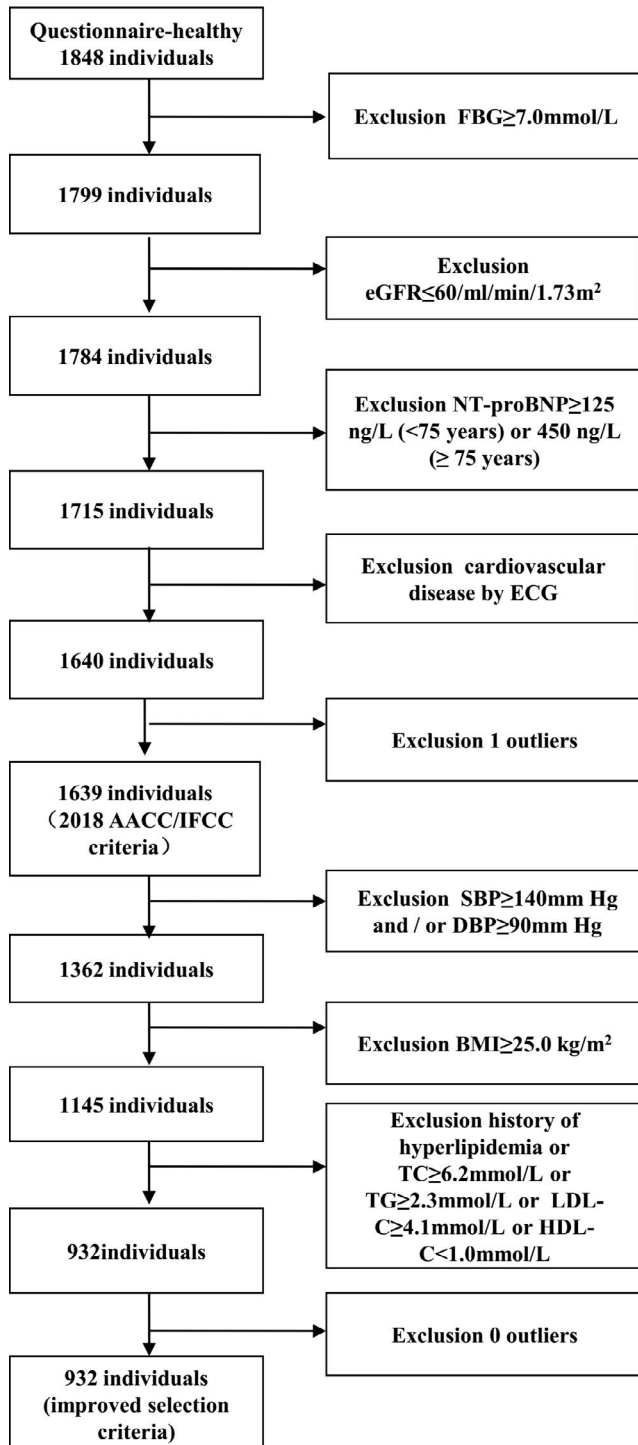 Questionnaire-healthy
1848 individuals
Exclusion FBG≥7.0mmol/L
1799 individuals
Exclusion
eGFR≤60/ml/min/1.73m²
1784 individuals
Exclusion NT-proBNP≥125
ng/L (<75 years) or 450 ng/L
(≥ 75 years)
1715 individuals
Exclusion cardiovascular
disease by ECG
1640 individuals
Exclusion 1 outliers
1639 individuals
（2018 AACC/IFCC
criteria）
Exclusion SBP≥140mm Hg
and / or DBP≥90mm Hg
1362 individuals
Exclusion BMI≥25.0 kg/m²
1145 individuals
Exclusion history of
hyperlipidemia or
TC≥6.2mmol/L or
TG≥2.3mmol/L or LDL-
C≥4.1mmol/L or HDL-
C<1.0mmol/L
932individuals
Exclusion 0 outliers
932 individuals
(improved selection
criteria)